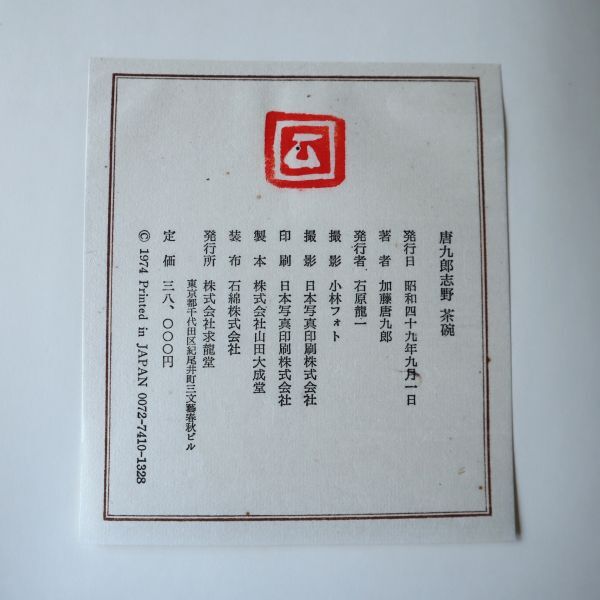 唐九郎志野 茶碗
発行日 昭和四十九年九月一日
著者 加藤唐九郎
発行者 石原龍一
撮影 小林フォト
撮影 日本写真印刷株式会社
印刷 日本写真印刷株式会社
製本 株式会社山田大成堂
装布 石綿株式会社
発行所 株式会社求龍堂
東京都千代田区紀尾井町三文藝春秋ビル
定価 三八、〇〇〇円
© 1974 Printed in JAPAN 0072-7410-1328